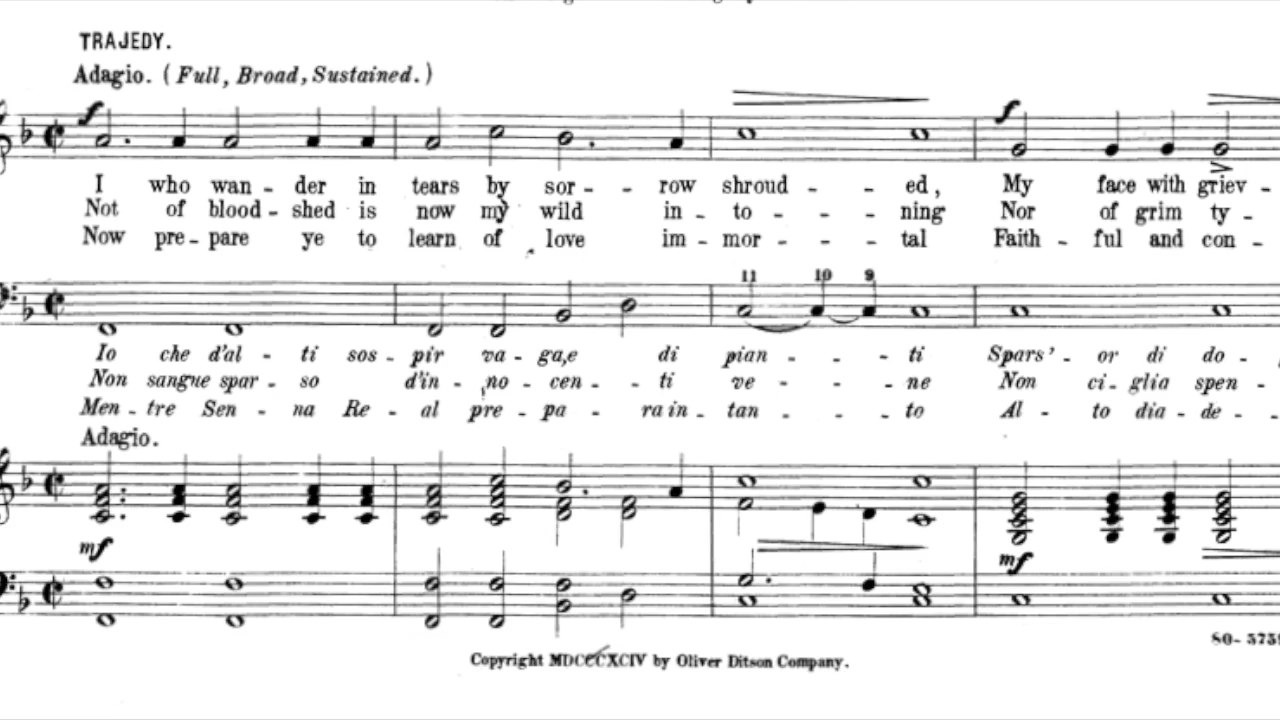 TRAJEDY.
Adagio. (Full, Broad, Sustained.)
f f
I who wan - der in tears by sor - - row shroud - - ed, My face with griev -
Not of blood - shed is now my wild in - to - - - ning Nor of grim ty -
Now pre - pare ye to learn of love im - mor - - - tal Faith - ful and con -
11 10 9
Io che d'al - ti sos - pir va - ga,e di pian - - - ti Spars' - or di do -
Non sangue spar - so d'in - no - cen - - ti ve - - - ne Non ci - glia spen -
Men - tre Sen - na Re - al pre - pa - ra in - tan - - - to Al - to dia - de -
Adagio.
mf mf
Copyright MDCCCXCIV by Oliver Ditson Company.